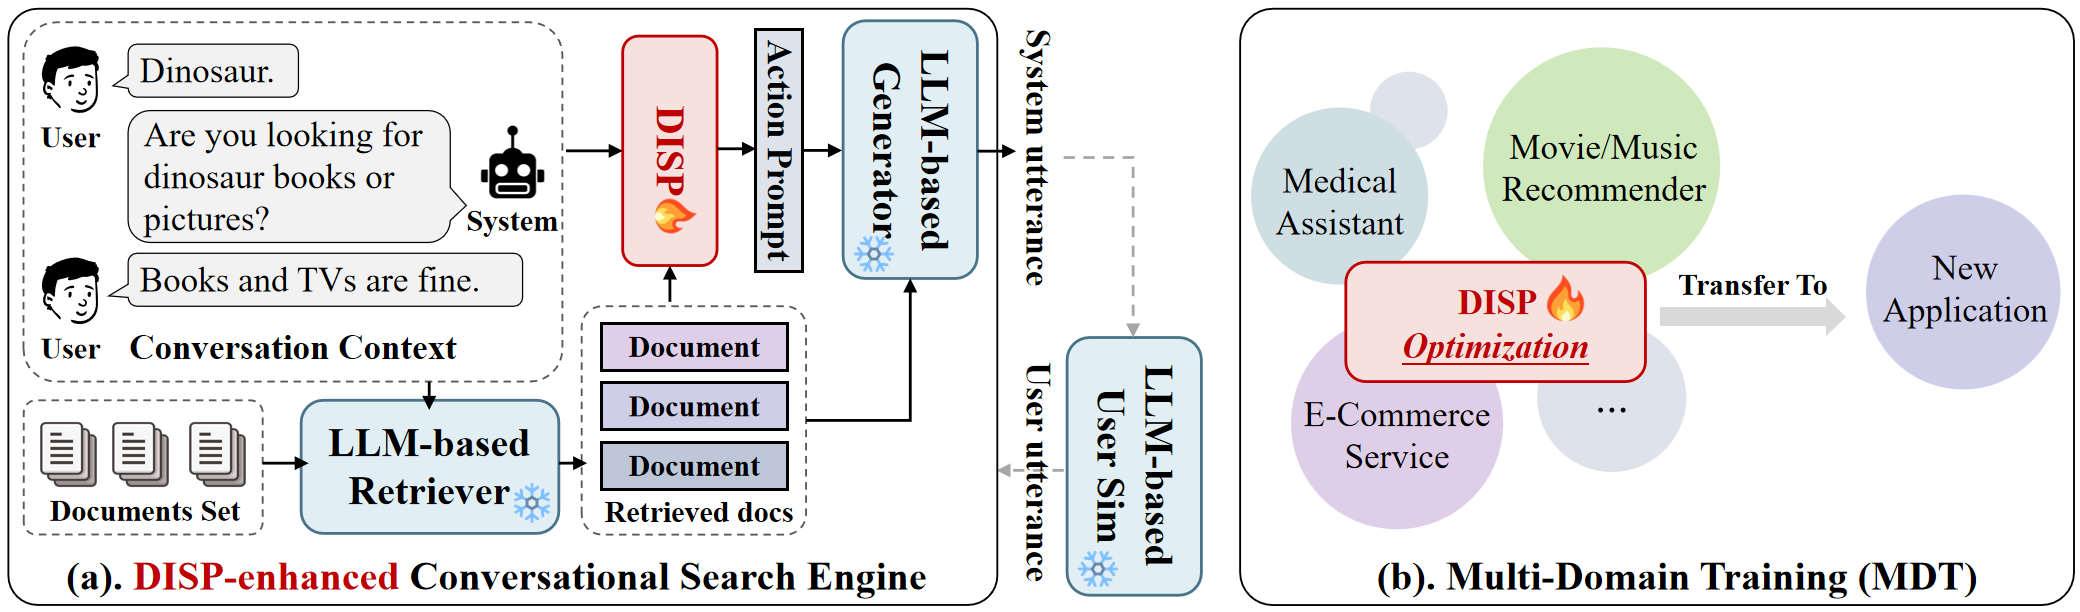 Dinosaur.
User
Are you looking for
dinosaur books or
pictures?
System
Books and TVs are fine.
User
Conversation Context
Documents Set
LLM-based
Retriever
Document
Document
Document
Retrieved docs
DISP
Action Prompt
LLM-based
Generator
System utterance
User utterance
LLM-based
User Sim
(a). DISP-enhanced Conversational Search Engine
Medical
Assistant
Movie/Music
Recommender
DISP
Optimization
E-Commerce
Service
...
Transfer To
New
Application
(b). Multi-Domain Training (MDT)